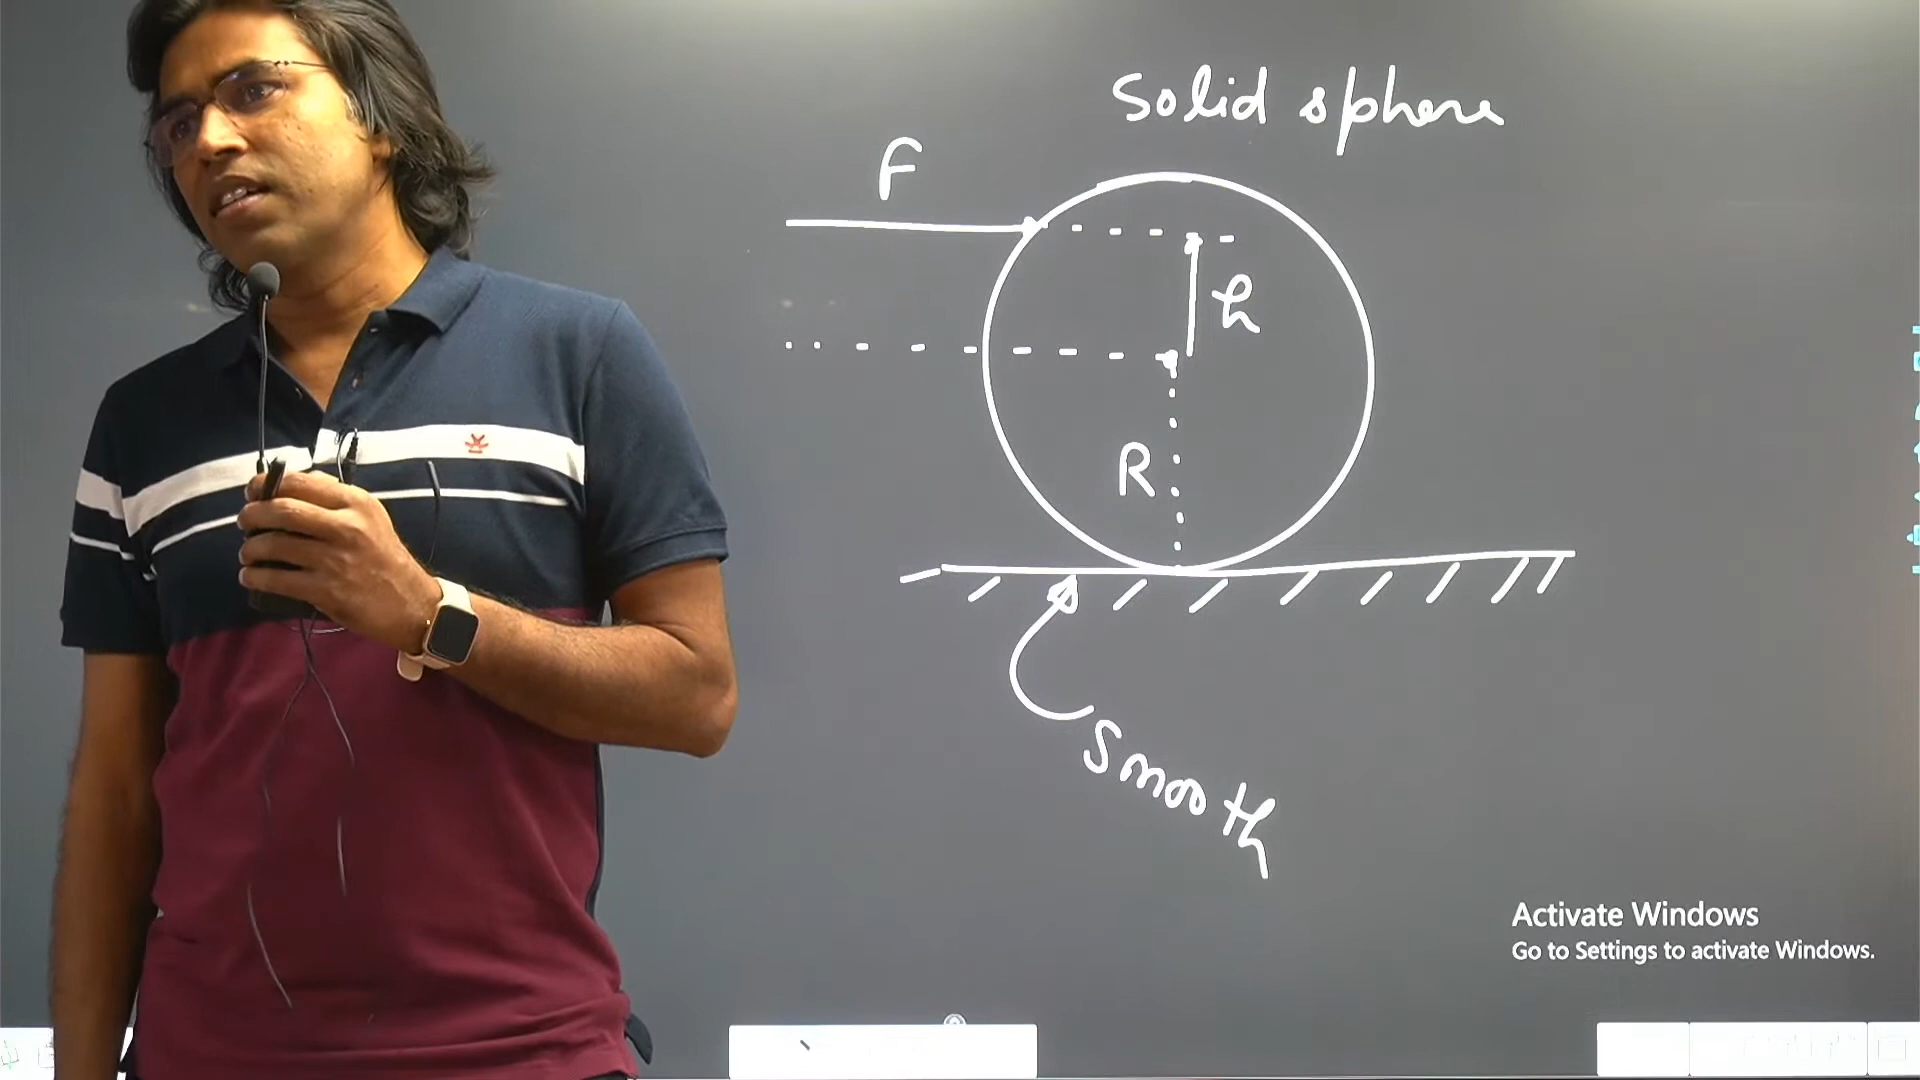 Solid sphere
F
h
R
Smooth
Activate Windows
Go to Settings to activate Windows.